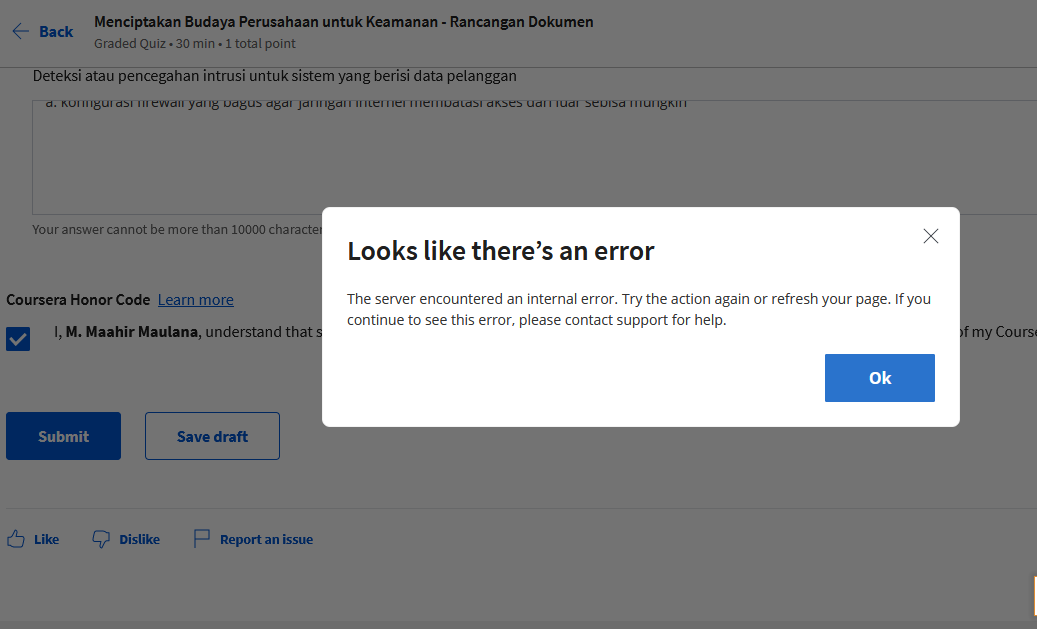 Back
Menciptakan Budaya Perusahaan untuk Keamanan - Rancangan Dokumen
Graded Quiz • 30 min • 1 total point
Deteksi atau pencegahan intrusi untuk sistem yang berisi data pelanggan
a. konfigurasi firewall yang bagus agar jaringan internel membatasi akses dari luar sebisa mungkin
Your answer cannot be more than 10000 character
Looks like there's an error
The server encountered an internal error. Try the action again or refresh your page. If you
continue to see this error, please contact support for help.
Ok
Coursera Honor Code Learn more
I, M. Maahir Maulana, understand that s
of my Course
Submit
Save draft
Like
Dislike
Report an issue